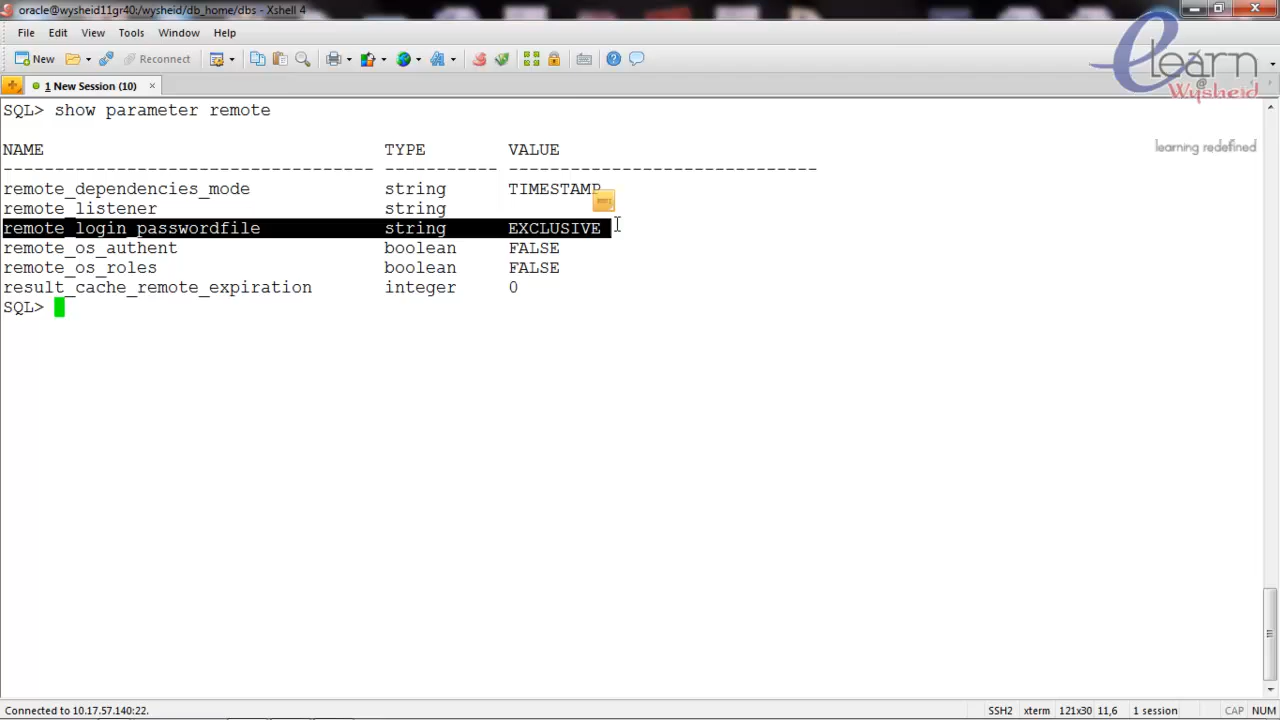 oracle@wysheid11gr40:/wysheid/db_home/dbs - Xshell 4
File Edit View Tools Window Help
New Reconnect
1 New Session (10)
e Learn @ Wysheid
learning redefined
SQL> show parameter remote
NAME TYPE VALUE
------------------------------------ ----------- ------------------------------
remote_dependencies_mode string TIMESTAMP
remote_listener string
remote_login_passwordfile string EXCLUSIVE
remote_os_authent boolean FALSE
remote_os_roles boolean FALSE
result_cache_remote_expiration integer 0
SQL>
Connected to 10.17.57.140:22. SSH2 xterm 121x30 11,6 1 session CAP NUM